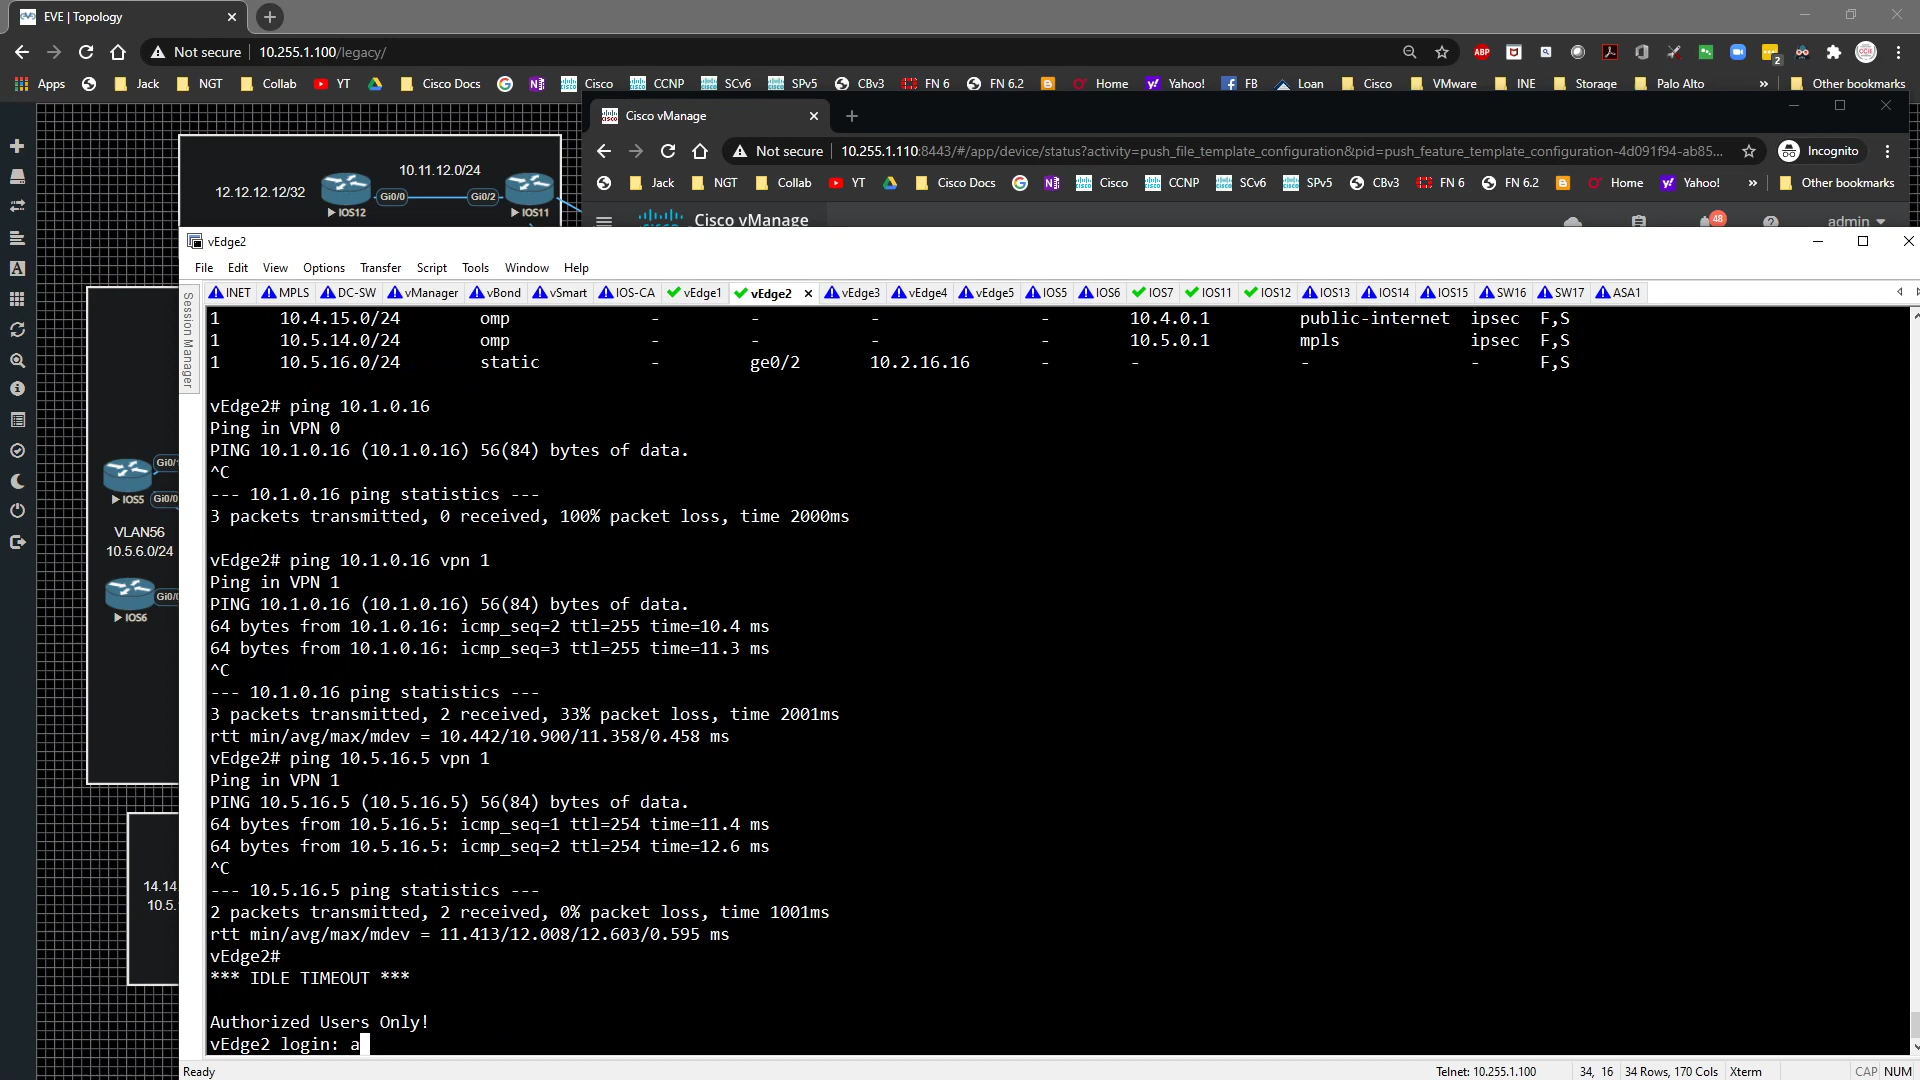 EVE | Topology
Not secure 10.255.1.100/legacy/
ABP
2
Apps Jack NGT Collab YT Cisco Docs Cisco CCNP SCv6 SPv5 CBv3 FN 6 FN 6.2 Home Yahoo! FB Loan Cisco VMware INE Storage Palo Alto » Other bookmarks
Cisco vManage
Not secure 10.255.1.110:8443/#/app/device/status?activity=push_file_template_configuration&pid=push_feature_template_configuration-4d091f94-ab85... Incognito
Jack NGT Collab YT Cisco Docs Cisco CCNP SCv6 SPv5 CBv3 FN 6 FN 6.2 Home Yahoo! » Other bookmarks
Cisco vManage 48 admin
10.11.12.0/24
12.12.12.12/32 Gi0/0 Gi0/2
IOS12 IOS11
Gi0/
IOS5 Gi0/0
VLAN56
10.5.6.0/24
Gi0/
IOS6
14.14.
10.5.
vEdge2
File Edit View Options Transfer Script Tools Window Help
Session Manager
INET MPLS DC-SW vManager vBond vSmart IOS-CA vEdge1 vEdge2 vEdge3 vEdge4 vEdge5 IOS5 IOS6 IOS7 IOS11 IOS12 IOS13 IOS14 IOS15 SW16 SW17 ASA1
1 10.4.15.0/24 omp - - - - 10.4.0.1 public-internet ipsec F,S
1 10.5.14.0/24 omp - - - - 10.5.0.1 mpls ipsec F,S
1 10.5.16.0/24 static - ge0/2 10.2.16.16 - - - - F,S
vEdge2# ping 10.1.0.16
Ping in VPN 0
PING 10.1.0.16 (10.1.0.16) 56(84) bytes of data.
^C
--- 10.1.0.16 ping statistics ---
3 packets transmitted, 0 received, 100% packet loss, time 2000ms
vEdge2# ping 10.1.0.16 vpn 1
Ping in VPN 1
PING 10.1.0.16 (10.1.0.16) 56(84) bytes of data.
64 bytes from 10.1.0.16: icmp_seq=2 ttl=255 time=10.4 ms
64 bytes from 10.1.0.16: icmp_seq=3 ttl=255 time=11.3 ms
^C
--- 10.1.0.16 ping statistics ---
3 packets transmitted, 2 received, 33% packet loss, time 2001ms
rtt min/avg/max/mdev = 10.442/10.900/11.358/0.458 ms
vEdge2# ping 10.5.16.5 vpn 1
Ping in VPN 1
PING 10.5.16.5 (10.5.16.5) 56(84) bytes of data.
64 bytes from 10.5.16.5: icmp_seq=1 ttl=254 time=11.4 ms
64 bytes from 10.5.16.5: icmp_seq=2 ttl=254 time=12.6 ms
^C
--- 10.5.16.5 ping statistics ---
2 packets transmitted, 2 received, 0% packet loss, time 1001ms
rtt min/avg/max/mdev = 11.413/12.008/12.603/0.595 ms
vEdge2#
*** IDLE TIMEOUT ***
Authorized Users Only!
vEdge2 login: a
Ready Telnet: 10.255.1.100 34, 16 34 Rows, 170 Cols Xterm CAP NUM